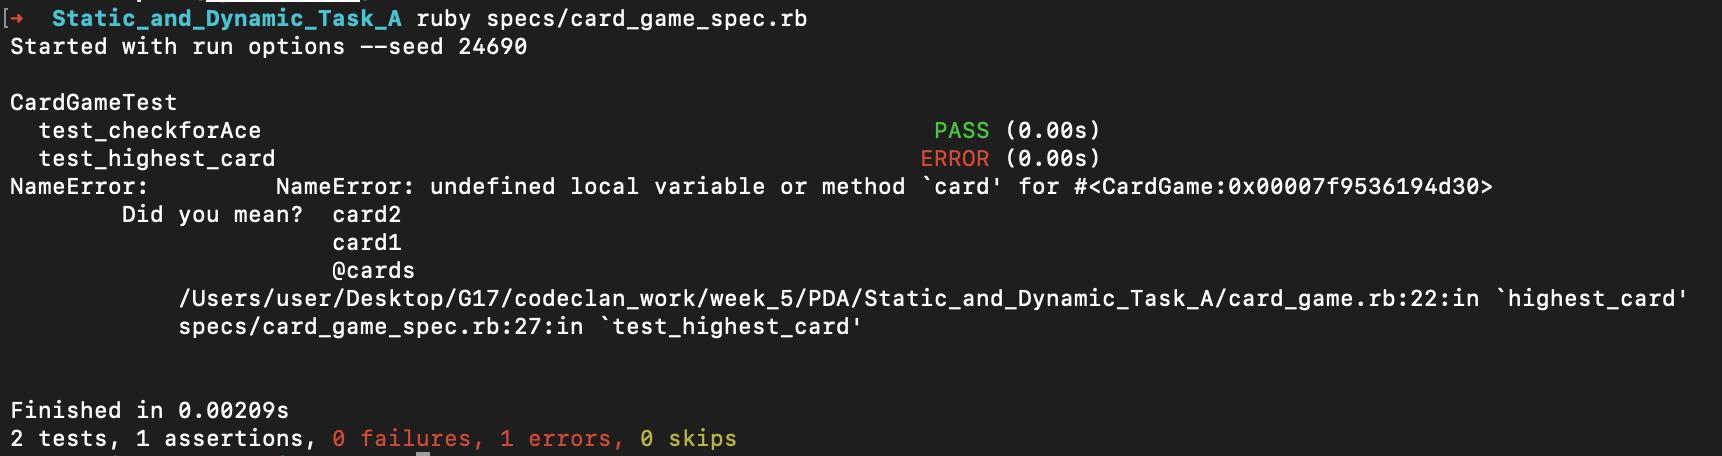 [➜  Static_and_Dynamic_Task_A ruby specs/card_game_spec.rb
Started with run options --seed 24690
CardGameTest
test_checkforAce PASS (0.00s)
test_highest_card ERROR (0.00s)
NameError: NameError: undefined local variable or method `card' for #<CardGame:0x00007f9536194d30>
Did you mean? card2
card1
@cards
/Users/user/Desktop/G17/codeclan_work/week_5/PDA/Static_and_Dynamic_Task_A/card_game.rb:22:in `highest_card'
specs/card_game_spec.rb:27:in `test_highest_card'
Finished in 0.00209s
2 tests, 1 assertions, 0 failures, 1 errors, 0 skips